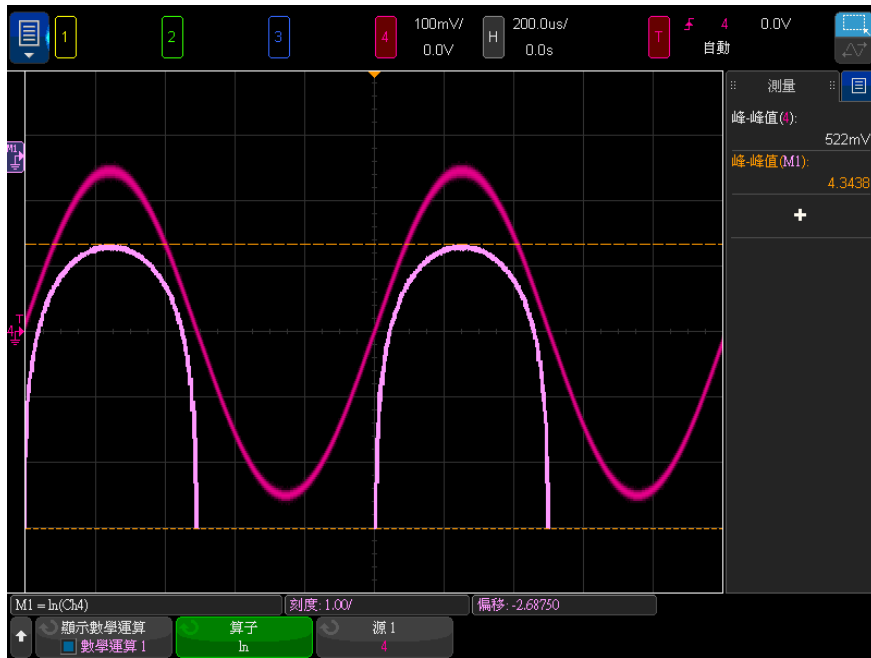 1 2 3 4 100mV/ H 200.0us/ T 4 0.0V
0.0V 0.0s 自動
測量
峰-峰值(4):
522mV
峰-峰值(M1):
4.3438
+
M1
T
4
M1 = ln(Ch4) 刻度: 1.00/ 偏移: -2.68750
顯示數學運算 算子 源 1
數學運算 1 ln 4